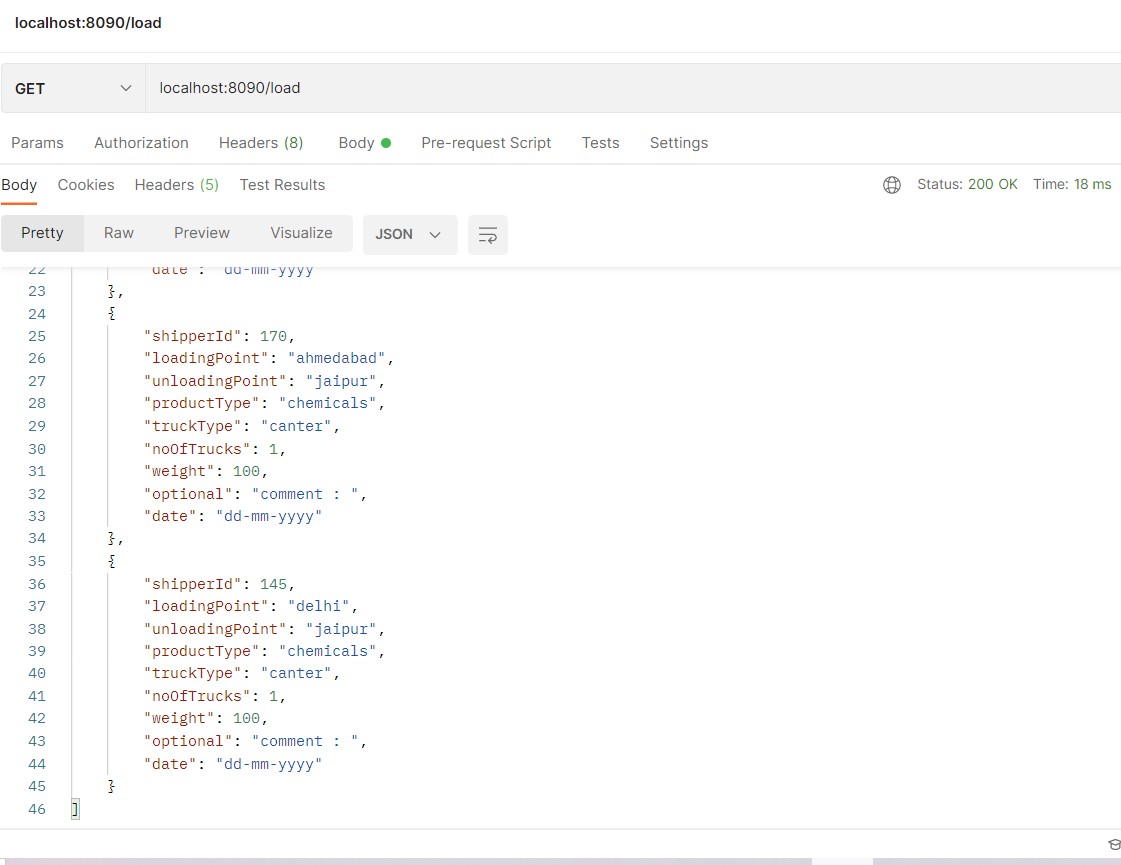 localhost:8090/load
GET localhost:8090/load
Params Authorization Headers (8) Body Pre-request Script Tests Settings
Body Cookies Headers (5) Test Results Status: 200 OK Time: 18 ms
Pretty Raw Preview Visualize JSON
22 "date": "dd-mm-yyyy"
23 },
24 {
25 "shipperId": 170,
26 "loadingPoint": "ahmedabad",
27 "unloadingPoint": "jaipur",
28 "productType": "chemicals",
29 "truckType": "canter",
30 "noOfTrucks": 1,
31 "weight": 100,
32 "optional": "comment : ",
33 "date": "dd-mm-yyyy"
34 },
35 {
36 "shipperId": 145,
37 "loadingPoint": "delhi",
38 "unloadingPoint": "jaipur",
39 "productType": "chemicals",
40 "truckType": "canter",
41 "noOfTrucks": 1,
42 "weight": 100,
43 "optional": "comment : ",
44 "date": "dd-mm-yyyy"
45 }
46 ]